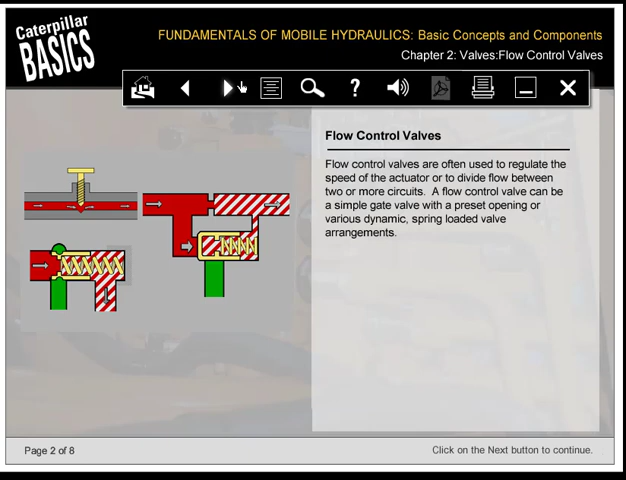 Caterpillar
BASICS
FUNDAMENTALS OF MOBILE HYDRAULICS: Basic Concepts and Components
Chapter 2: Valves:Flow Control Valves
?
Flow Control Valves
Flow control valves are often used to regulate the
speed of the actuator or to divide flow between
two or more circuits. A flow control valve can be
a simple gate valve with a preset opening or
various dynamic, spring loaded valve
arrangements.
Page 2 of 8
Click on the Next button to continue.